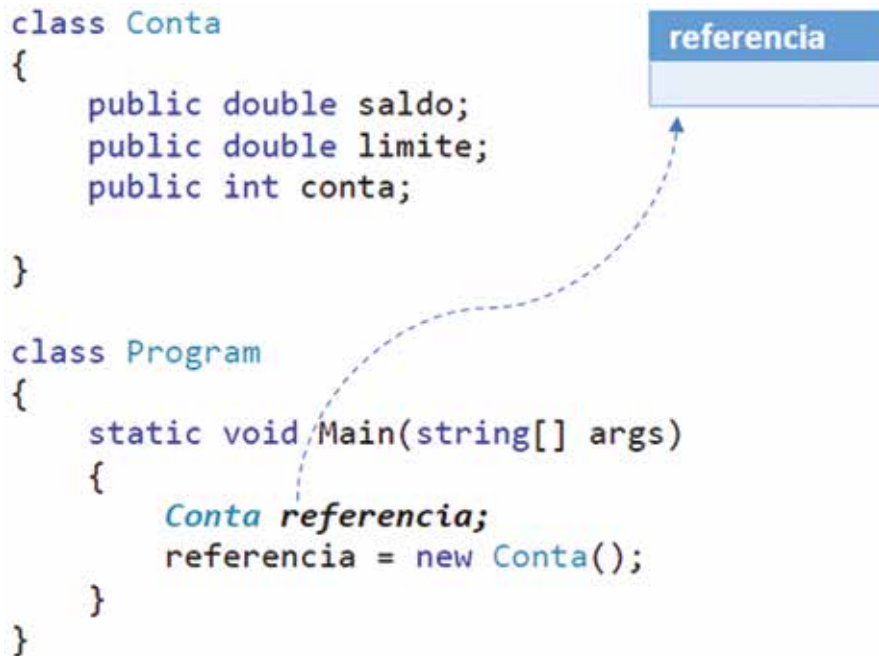 class Conta
{
    public double saldo;
    public double limite;
    public int conta;
}
class Program
{
    static void Main(string[] args)
    {
        Conta referencia;
        referencia = new Conta();
    }
}
referencia